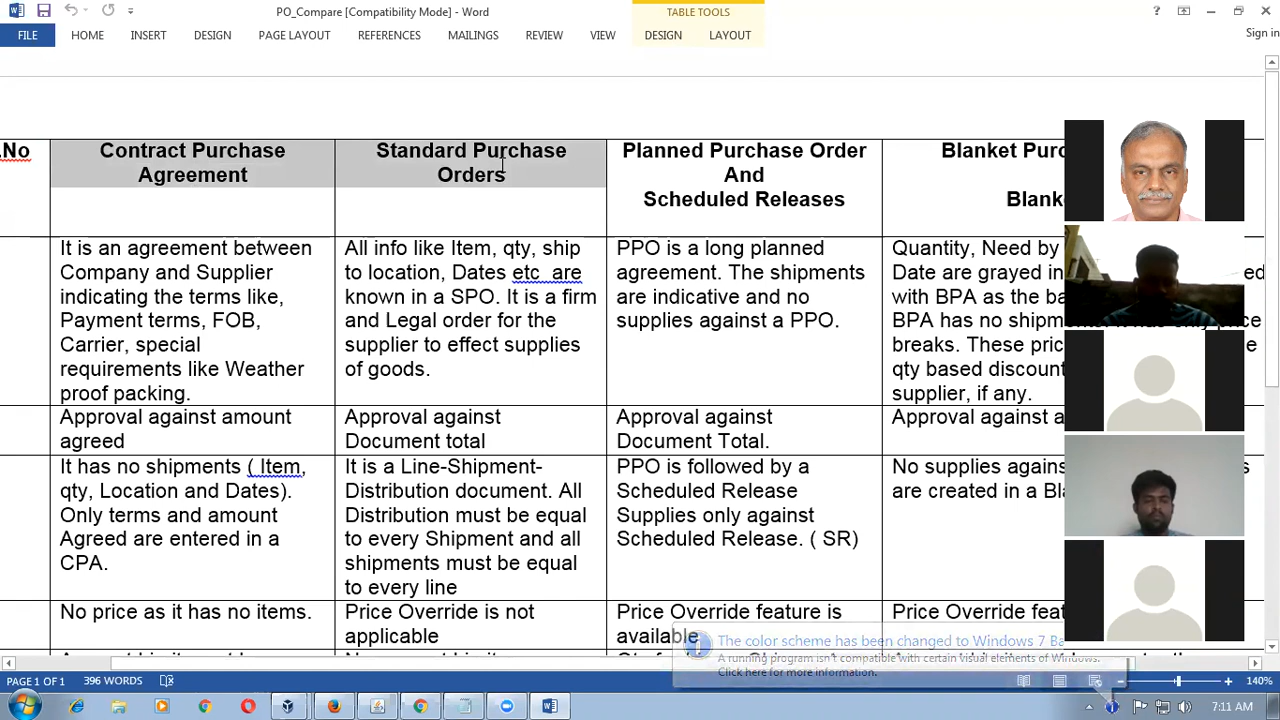 PO_Compare [Compatibility Mode] - Word
TABLE TOOLS
?
FILE
HOME
INSERT
DESIGN
PAGE LAYOUT
REFERENCES
MAILINGS
REVIEW
VIEW
DESIGN
LAYOUT
Sign in
.No
Contract Purchase
Agreement
Standard Purchase
Orders
Planned Purchase Order
And
Scheduled Releases
It is an agreement between
Company and Supplier
indicating the terms like,
Payment terms, FOB,
Carrier, special
requirements like Weather
proof packing.
All info like Item, qty, ship
to location, Dates etc are
known in a SPO. It is a firm
and Legal order for the
supplier to effect supplies
of goods.
PPO is a long planned
agreement. The shipments
are indicative and no
supplies against a PPO.
Quantity, Need by
Date are grayed in
with BPA as the
BPA has no
breaks. These
qty based
supplier, if any.
Approval against amount
agreed
Approval against
Document total
Approval against
Document Total.
Approval against
It has no shipments ( Item,
qty, Location and Dates).
Only terms and amount
Agreed are entered in a
CPA.
It is a Line-Shipment-
Distribution document. All
Distribution must be equal
to every Shipment and all
shipments must be equal
to every line
PPO is followed by a
Scheduled Release
Supplies only against
Scheduled Release. ( SR)
No supplies
are created in a
No price as it has no items.
Price Override is not
applicable
Price Override feature is
available
Price Override
The color scheme has been changed to Windows 7
A running program isn't compatible with certain visual elements of Windows.
Click here for more information.
PAGE 1 OF 1
396 WORDS
140%
7:11 AM